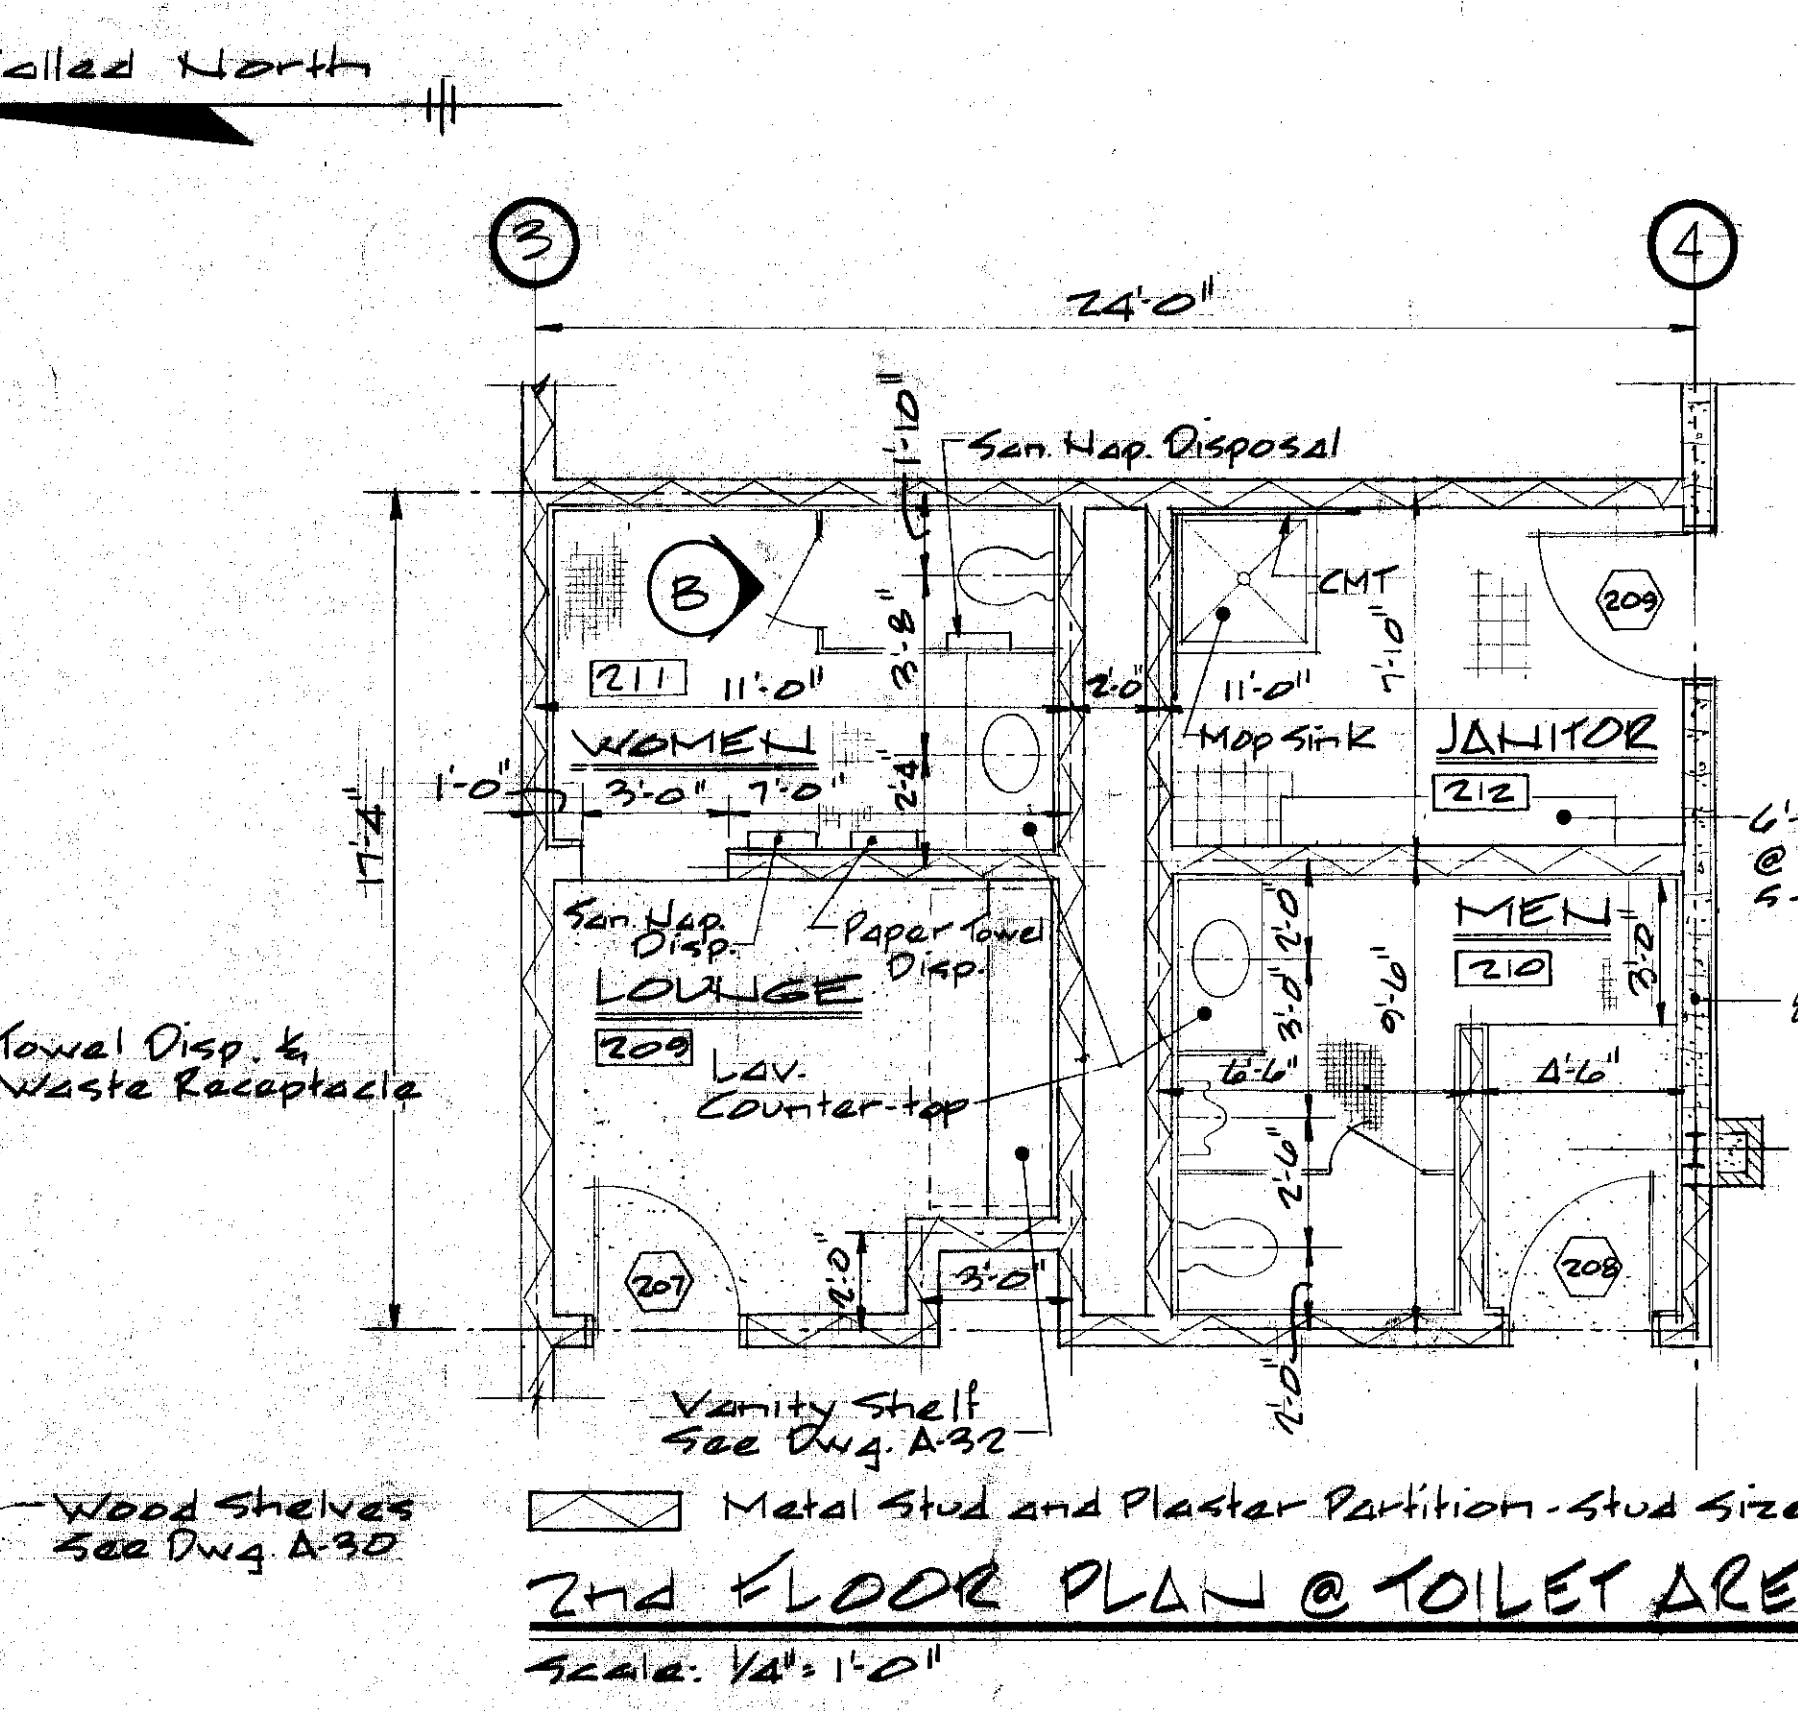 alled North
3
4
24'-0"
1'-10"
San. Nap. Disposal
B
CMT
209
3'-8"
7'-10"
211
11'-0"
2'-0"
11'-0"
WOMEN
Mop Sink
JANITOR
1'-0"
3'-0"
7'-0"
2'-4"
212
17'-4"
6'-
@
S-
San. Nap.
Disp.
Paper Towel
Disp.
2'-0"
MEN
210
3'-0"
LOUNGE
209
3'-0"
9'-6"
Towel Disp. &
Waste Receptacle
Lav.
Counter-top
6'-6"
4'-6"
2'-6"
207
2'-0"
3'-0"
208
2'-0"
Vanity Shelf
See Dwg. A-32
Wood Shelves
See Dwg. A-30
Metal Stud and Plaster Partition - Stud Size
2nd FLOOR PLAN @ TOILET ARE
Scale: 1/4" = 1'-0"